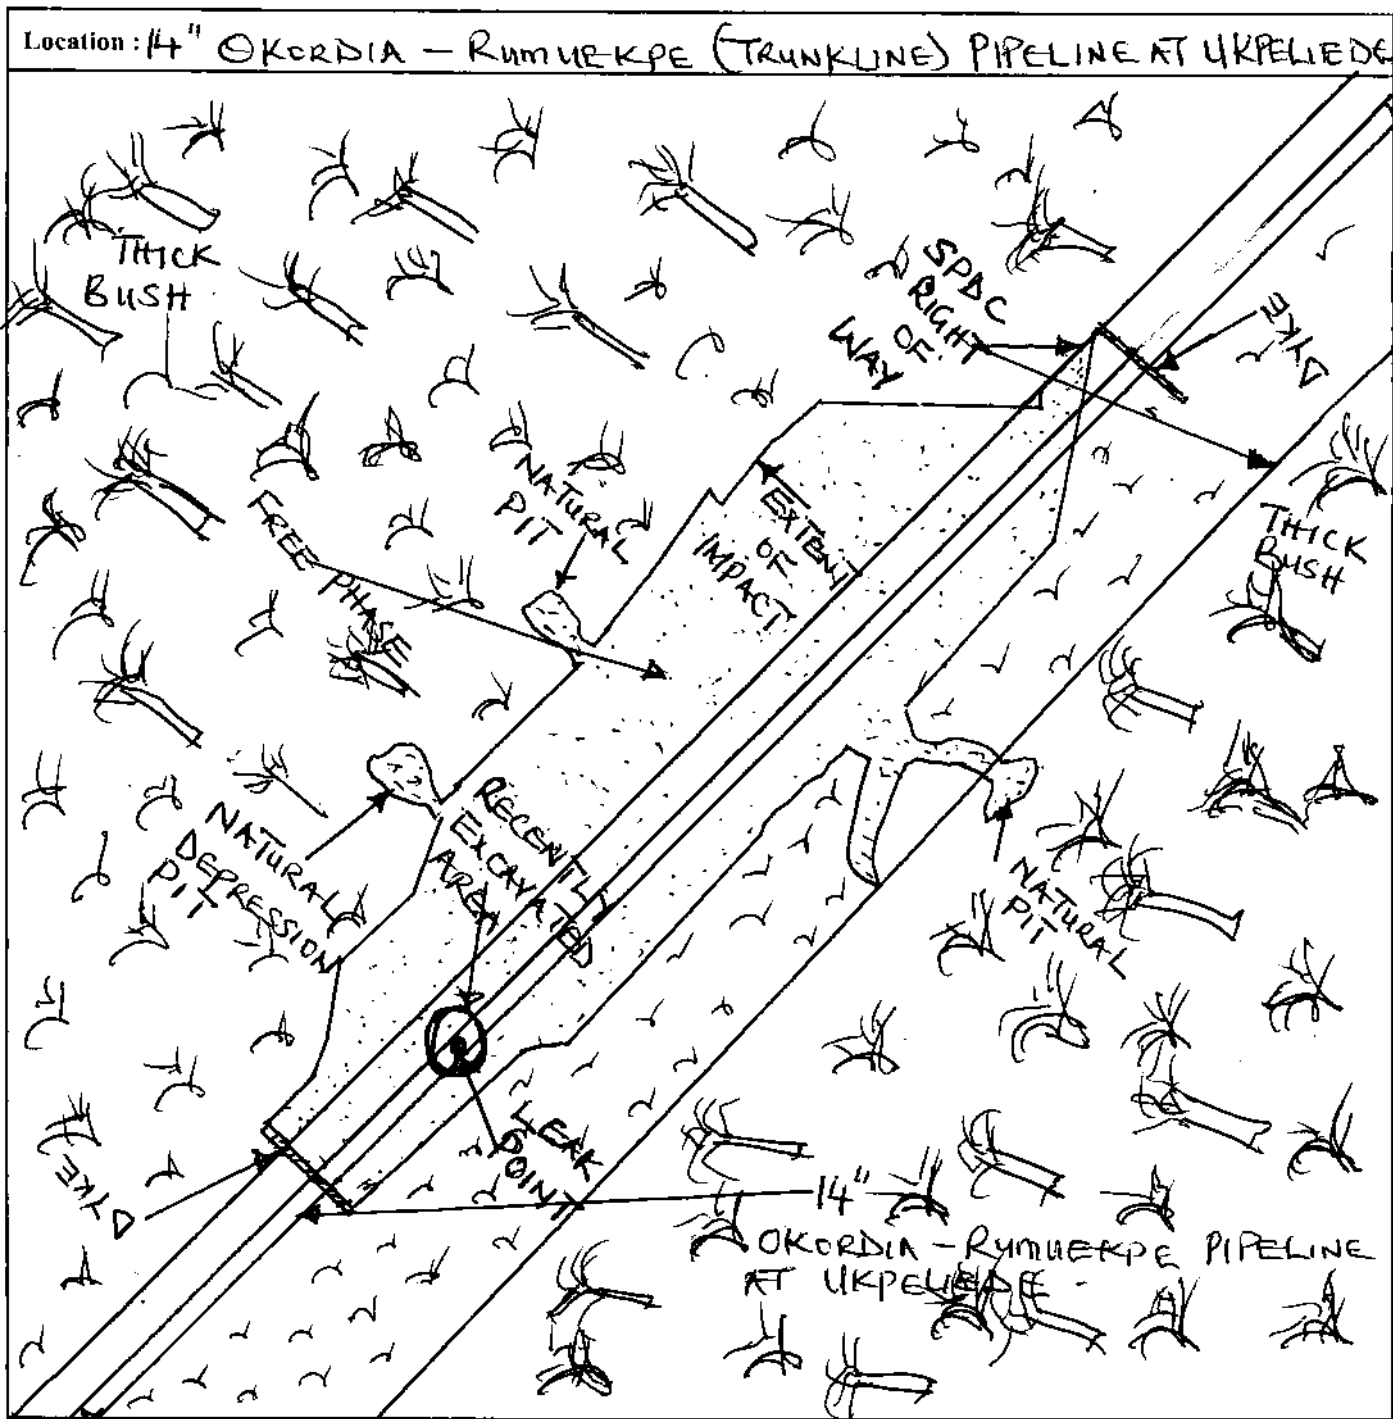 Location : 14" OKORDIA – RUMUEKPE (TRUNKLINE) PIPELINE AT UKPELIEDE
THICK
BUSH
SPDC
RIGHT
OF
WAY
DYKE
NATURAL
PIT
FREE PHASE
EXTENT
OF
IMPACT
THICK
BUSH
NATURAL
DEPRESSION
PIT
RECENTLY
EXCAVATED
AREA
NATURAL
PIT
DYKE
LEAK
POINT
14"
OKORDIA – RUMUEKPE PIPELINE
AT UKPELIEDE